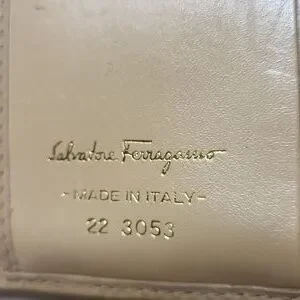 Salvatore Ferragamo
- MADE IN ITALY -
22 3053